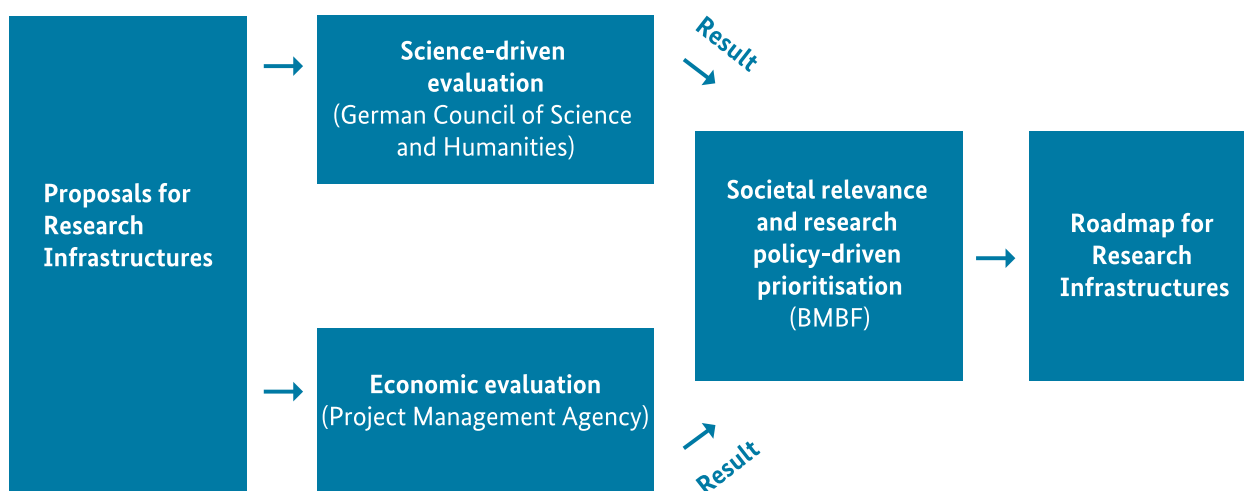 Proposals for
Research
Infrastructures
Science-driven
evaluation
(German Council of Science
and Humanities)
Economic evaluation
(Project Management Agency)
Result
Result
Societal relevance
and research
policy-driven
prioritisation
(BMBF)
Roadmap for
Research
Infrastructures